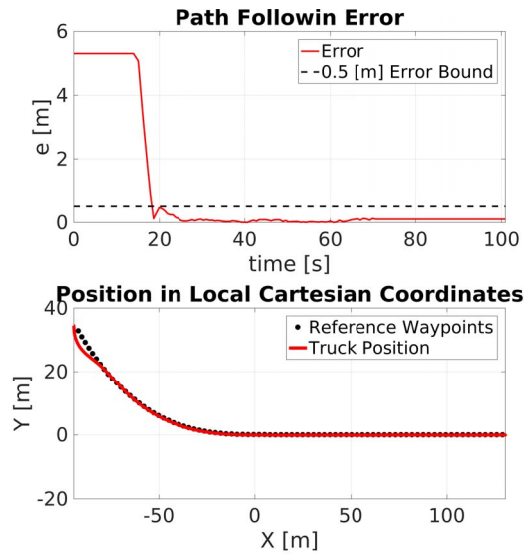 Path Followin Error
6
4
2
0
e [m]
Error
0.5 [m] Error Bound
0 20 40 60 80 100
time [s]
Position in Local Cartesian Coordinates
40
20
0
-20
Y [m]
Reference Waypoints
Truck Position
-50 0 50 100
X [m]